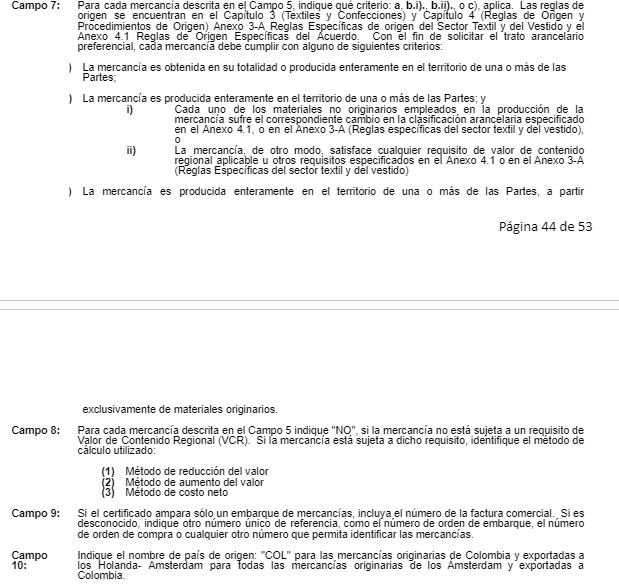 Campo 7: Para cada mercancía descrita en el Campo 5, indique qué criterio: a, b.i)., b.ii)., o c), aplica. Las reglas de
origen se encuentran en el Capítulo 3 (Textiles y Confecciones) y Capítulo 4 (Reglas de Origen y
Procedimientos de Origen) Anexo 3-A Reglas Específicas de origen del Sector Textil y del Vestido y el
Anexo 4.1 Reglas de Origen Específicas del Acuerdo. Con el fin de solicitar el trato arancelario
preferencial, cada mercancía debe cumplir con alguno de siguientes criterios:
) La mercancía es obtenida en su totalidad o producida enteramente en el territorio de una o más de las
Partes;
) La mercancía es producida enteramente en el territorio de una o más de las Partes; y
i) Cada uno de los materiales no originarios empleados en la producción de la
mercancía sufre el correspondiente cambio en la clasificación arancelaria especificado
en el Anexo 4.1, o en el Anexo 3-A (Reglas específicas del sector textil y del vestido),
o
ii) La mercancía, de otro modo, satisface cualquier requisito de valor de contenido
regional aplicable u otros requisitos especificados en el Anexo 4.1 o en el Anexo 3-A
(Reglas Específicas del sector textil y del vestido)
) La mercancía es producida enteramente en el territorio de una o más de las Partes, a partir
Página 44 de 53
exclusivamente de materiales originarios.
Campo 8: Para cada mercancía descrita en el Campo 5 indique "NO", si la mercancía no está sujeta a un requisito de
Valor de Contenido Regional (VCR). Si la mercancía está sujeta a dicho requisito, identifique el método de
cálculo utilizado:
(1) Método de reducción del valor
(2) Método de aumento del valor
(3) Método de costo neto
Campo 9: Si el certificado ampara sólo un embarque de mercancías, incluya el número de la factura comercial. Si es
desconocido, indique otro número único de referencia, como el número de orden de embarque, el número
de orden de compra o cualquier otro número que permita identificar las mercancías.
Campo Indique el nombre de país de origen: "COL" para las mercancías originarias de Colombia y exportadas a
10: los Holanda- Amsterdam para todas las mercancías originarias de los Amsterdam y exportadas a
Colombia.